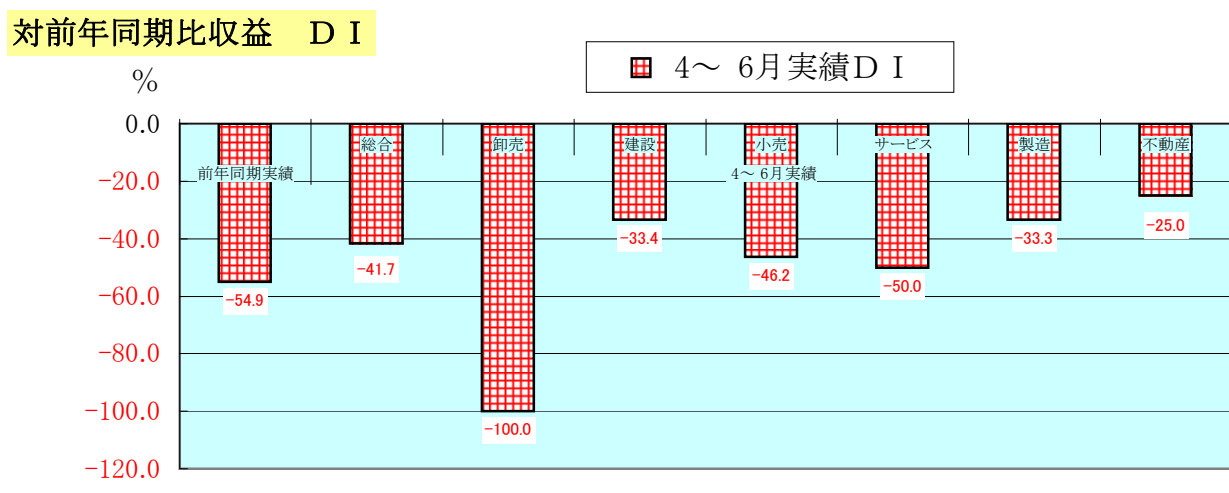 対前年同期比収益　ＤＩ
%
4～ 6月実績ＤＩ
0.0
-20.0
-40.0
-60.0
-80.0
-100.0
-120.0
総合
卸売
建設
小売
サービス
製造
不動産
前年同期実績
4～ 6月実績
-54.9
-41.7
-100.0
-33.4
-46.2
-50.0
-33.3
-25.0